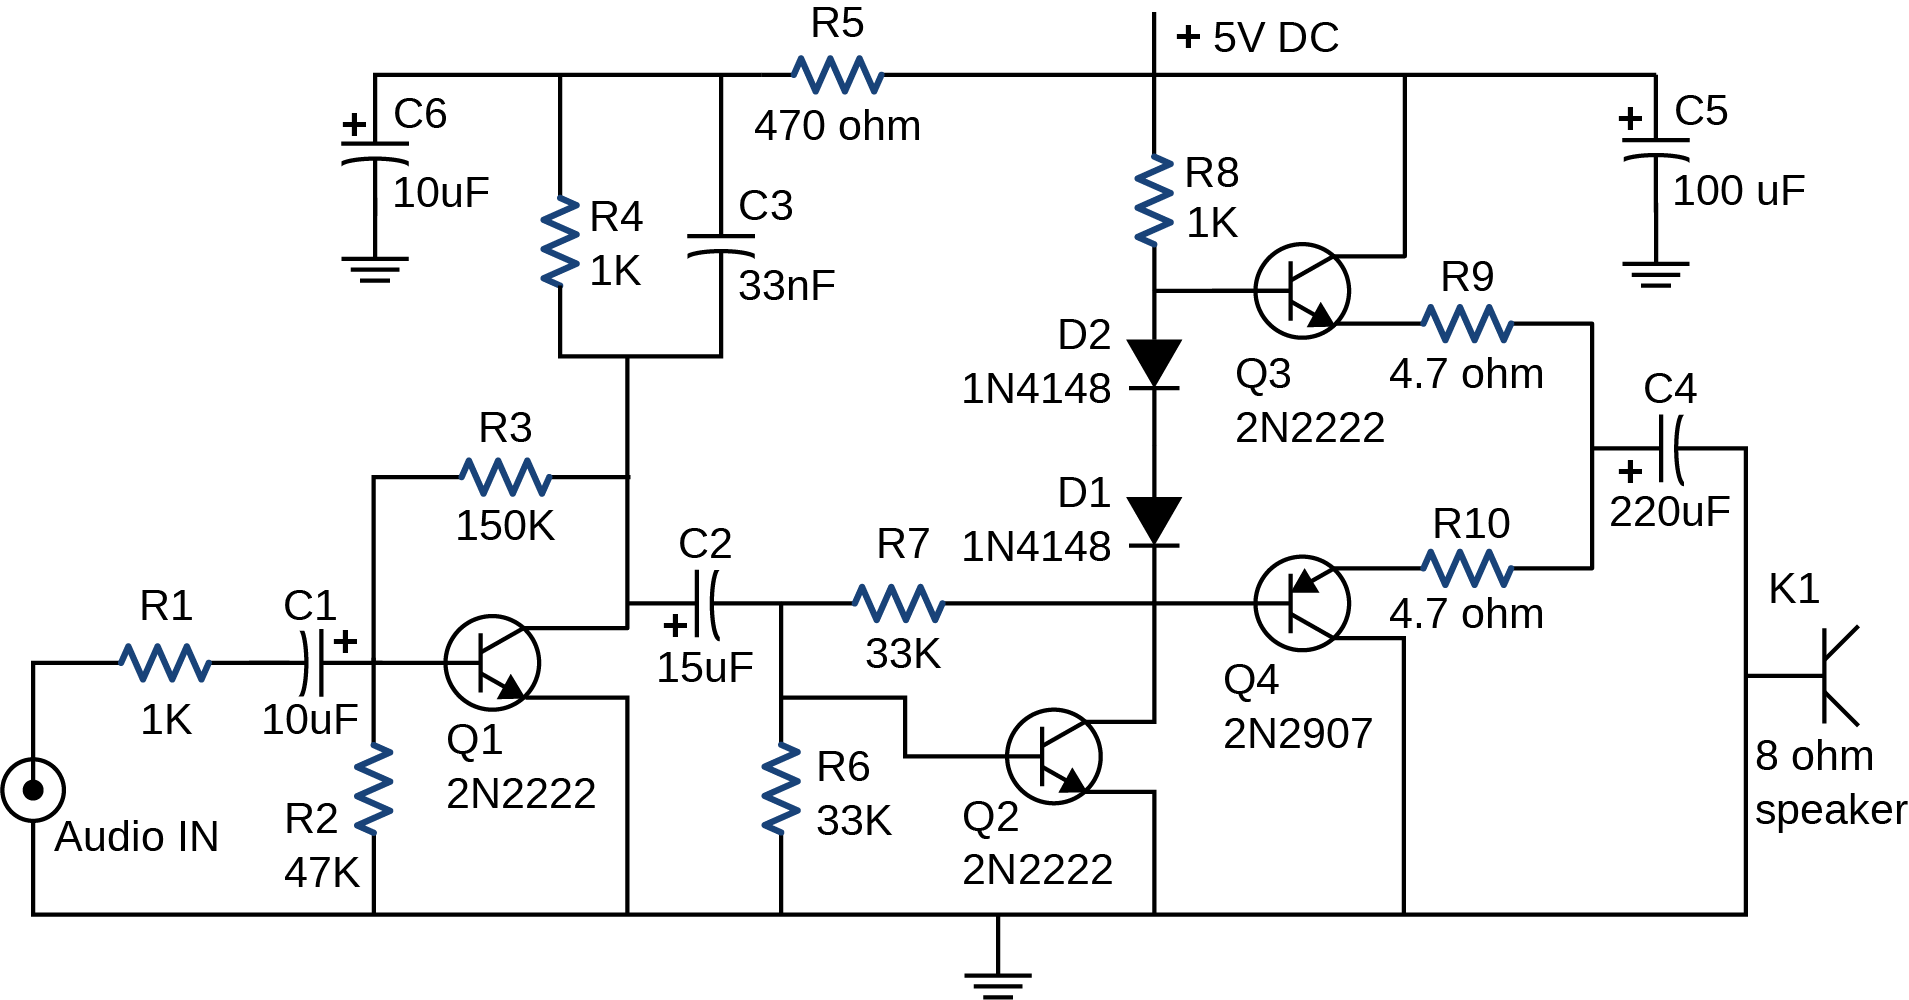 R5
+ 5V DC
470 ohm
+ C6
10uF
R4
1K
C3
33nF
R8
1K
+ C5
100 uF
R9
4.7 ohm
Q3
2N2222
D2
1N4148
D1
1N4148
C4
+
220uF
R3
150K
C2
+
15uF
R7
33K
R10
4.7 ohm
Q4
2N2907
R1
1K
C1
+
10uF
Q1
2N2222
K1
8 ohm
speaker
Audio IN
R2
47K
R6
33K
Q2
2N2222